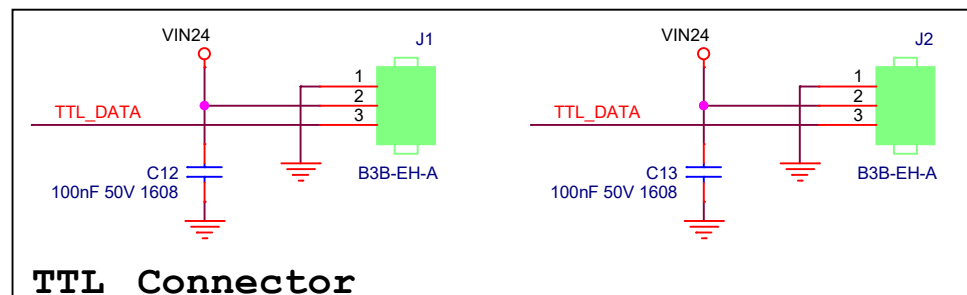 VIN24
J1
1
2
TTL_DATA
3
C12
100nF 50V 1608
B3B-EH-A
VIN24
J2
1
2
TTL_DATA
3
C13
100nF 50V 1608
B3B-EH-A
TTL Connector